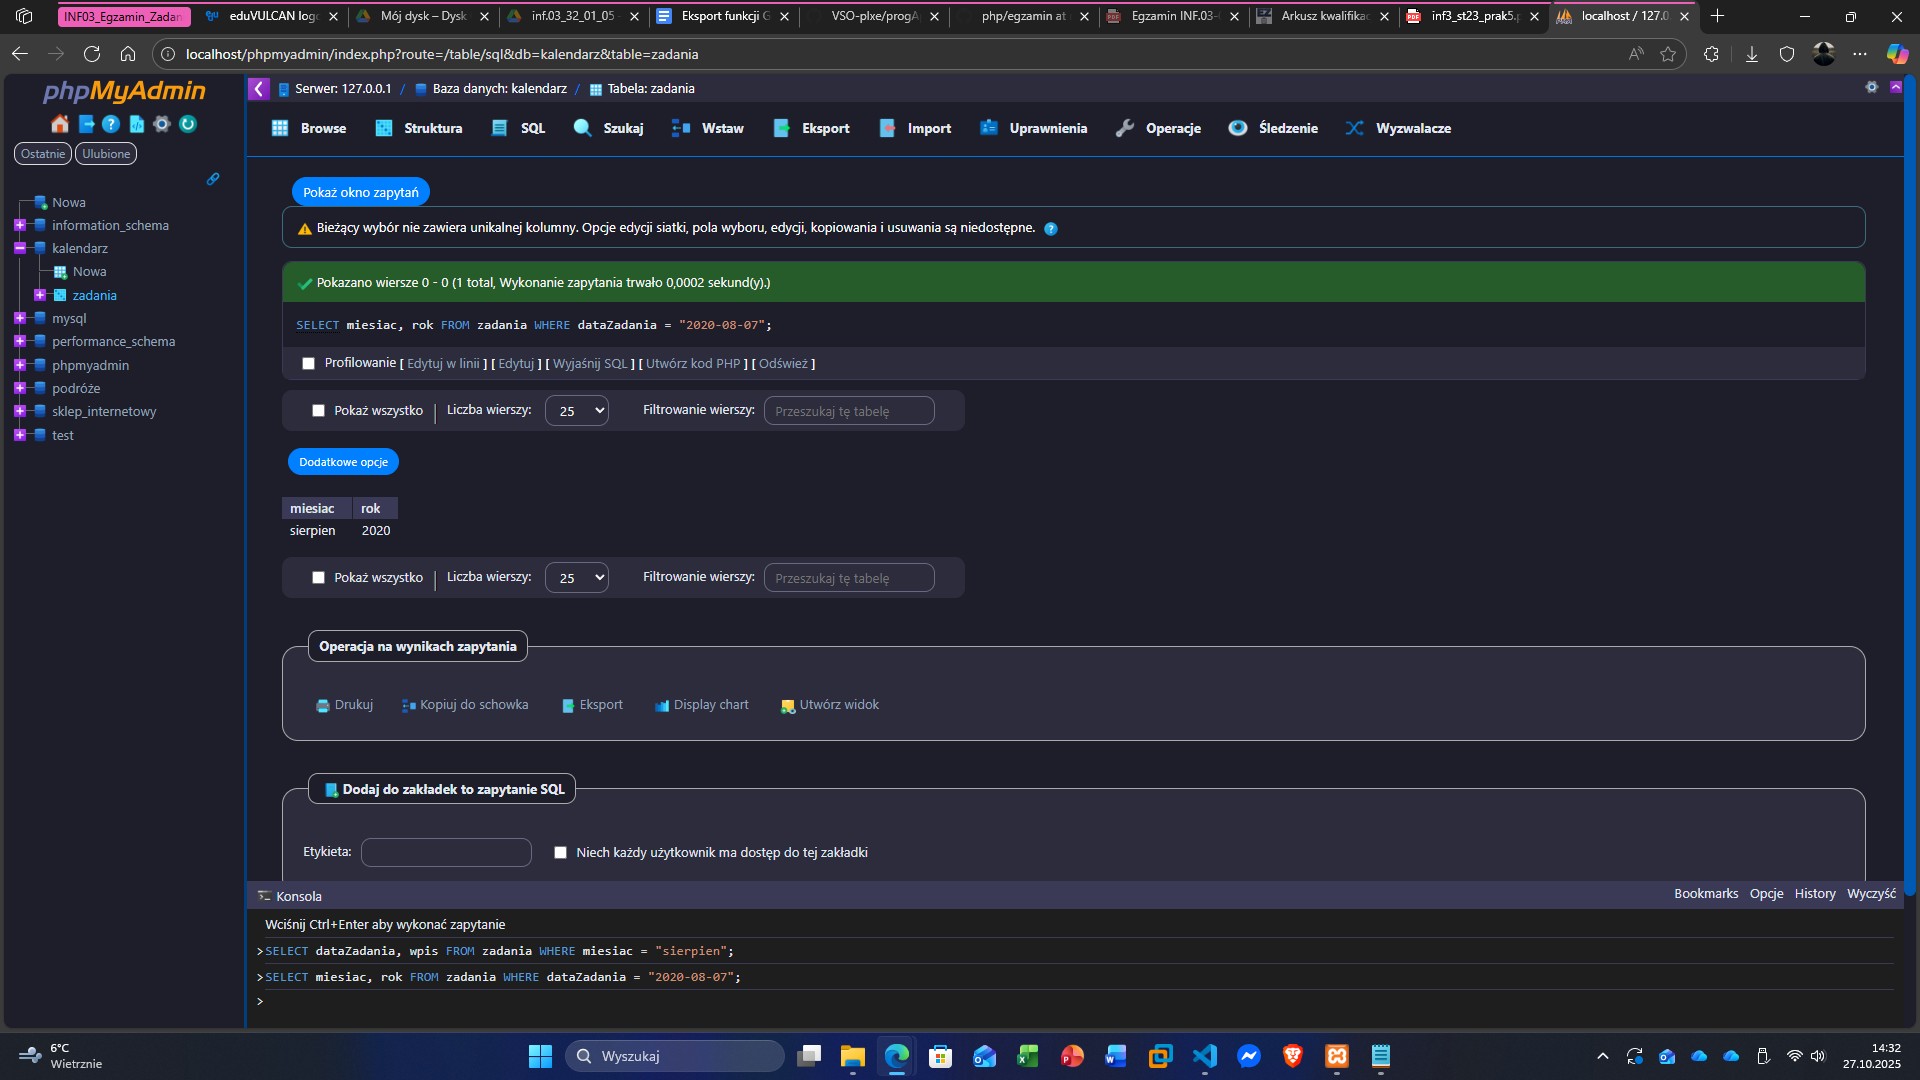 INF03_Egzamin_Zadan
eduVULCAN log
Mój dysk – Dysk
inf.03_32_01_05
Eksport funkcji G
VSO-plxe/progA
php/egzamin at
Egzamin INF.03-
Arkusz kwalifika
inf3_st23_prak5.p
localhost / 127.0
localhost/phpmyadmin/index.php?route=/table/sql&db=kalendarz&table=zadania
phpMyAdmin
Ostatnie
Ulubione
Nowa
information_schema
kalendarz
Nowa
zadania
mysql
performance_schema
phpmyadmin
podróże
sklep_internetowy
test
Serwer: 127.0.0.1 / Baza danych: kalendarz / Tabela: zadania
Browse
Struktura
SQL
Szukaj
Wstaw
Eksport
Import
Uprawnienia
Operacje
Śledzenie
Wyzwalacze
Pokaż okno zapytań
Bieżący wybór nie zawiera unikalnej kolumny. Opcje edycji siatki, pola wyboru, edycji, kopiowania i usuwania są niedostępne.
Pokazano wiersze 0 - 0 (1 total, Wykonanie zapytania trwało 0,0002 sekund(y).)
SELECT miesiac, rok FROM zadania WHERE dataZadania = "2020-08-07";
Profilowanie [ Edytuj w linii ] [ Edytuj ] [ Wyjaśnij SQL ] [ Utwórz kod PHP ] [ Odśwież ]
Pokaż wszystko | Liczba wierszy: 25 Filtrowanie wierszy: Przeszukaj tę tabelę
Dodatkowe opcje
miesiac rok
sierpien 2020
Pokaż wszystko | Liczba wierszy: 25 Filtrowanie wierszy: Przeszukaj tę tabelę
Operacja na wynikach zapytania
Drukuj
Kopiuj do schowka
Eksport
Display chart
Utwórz widok
Dodaj do zakładek to zapytanie SQL
Etykieta:
Niech każdy użytkownik ma dostęp do tej zakładki
Konsola
Bookmarks Opcje History Wyczyść
Wciśnij Ctrl+Enter aby wykonać zapytanie
>SELECT dataZadania, wpis FROM zadania WHERE miesiac = "sierpien";
>SELECT miesiac, rok FROM zadania WHERE dataZadania = "2020-08-07";
>
6°C
Wietrznie
Wyszukaj
14:32
27.10.2025